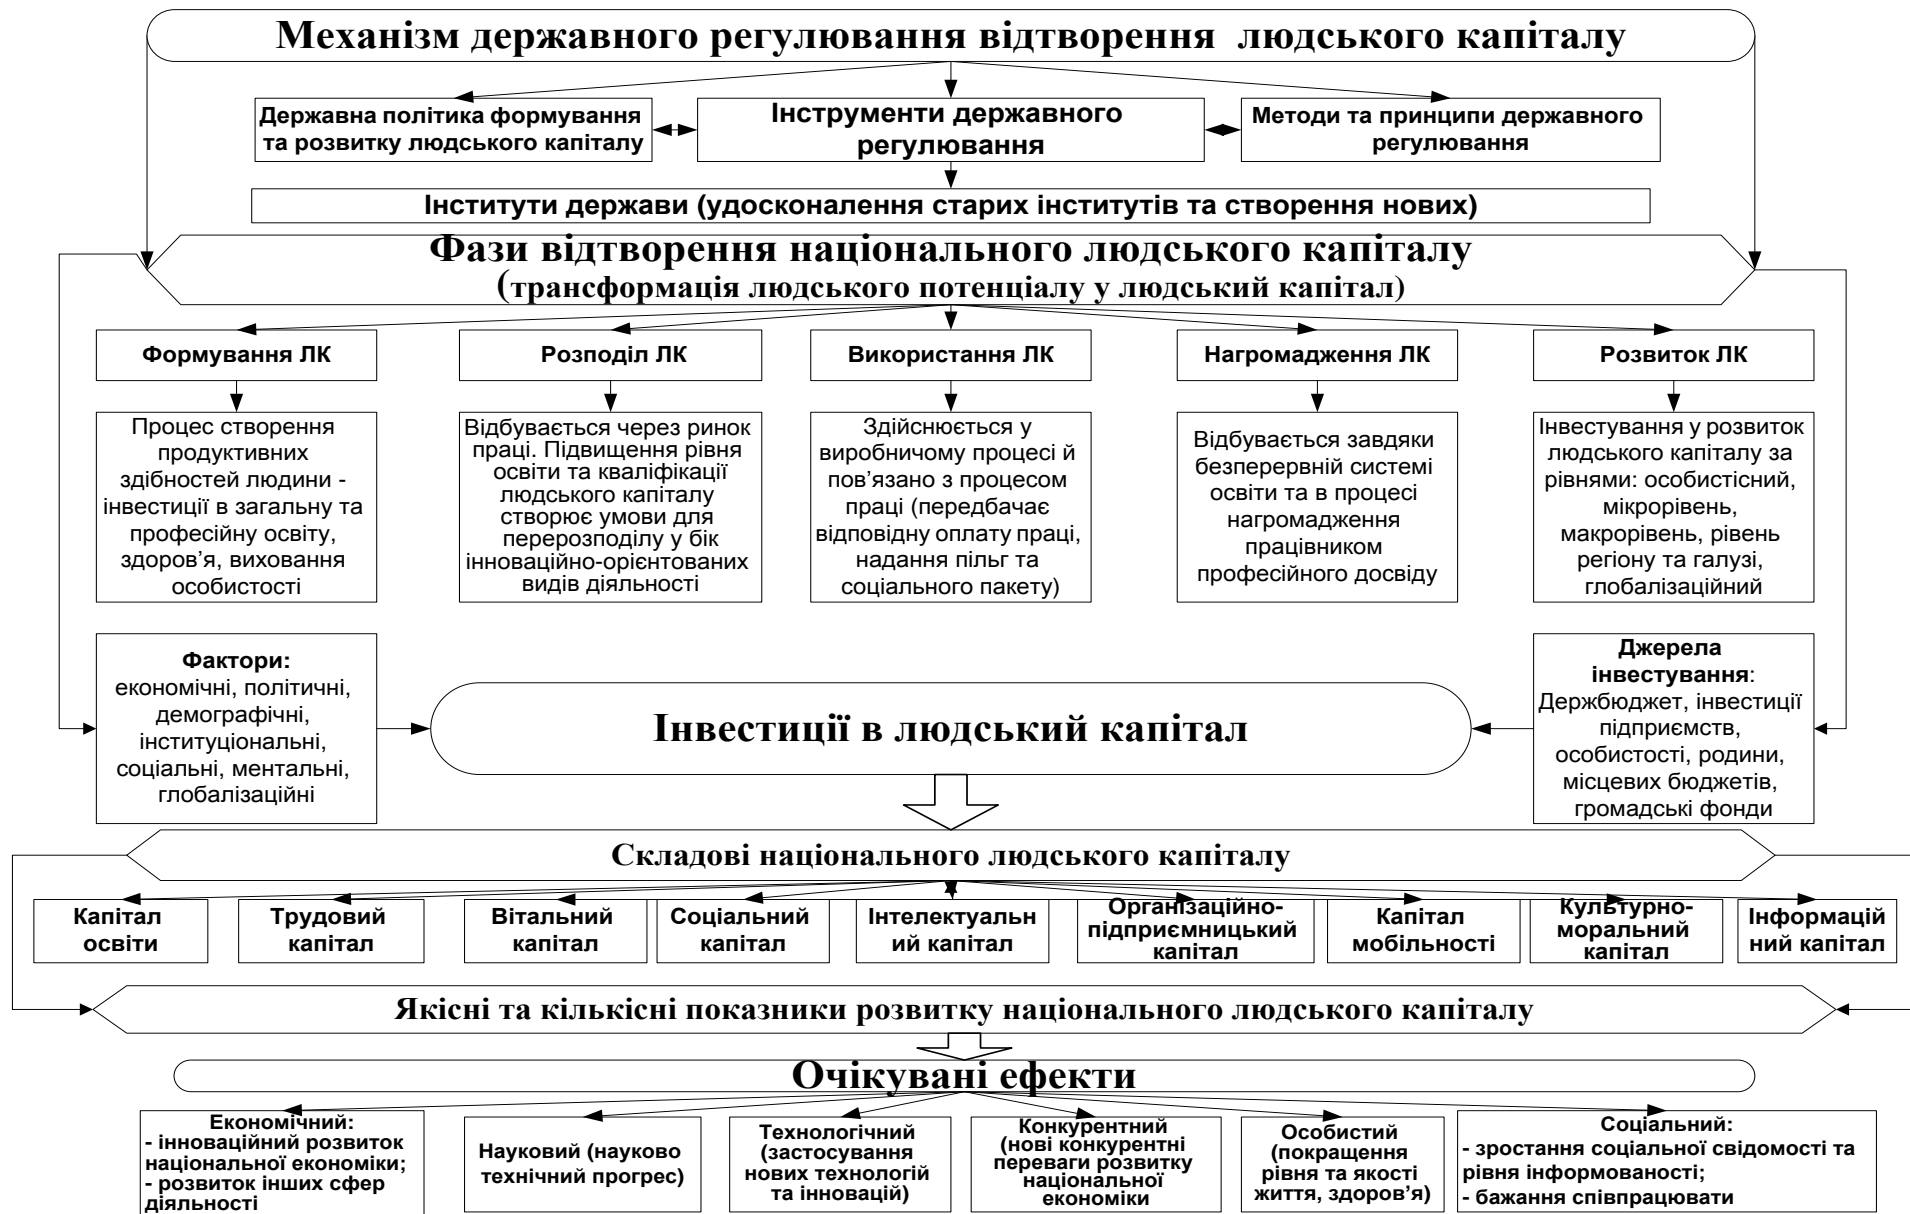 Механізм державного регулювання відтворення людського капіталу
Державна політика формування
та розвитку людського капіталу
Інструменти державного
регулювання
Методи та принципи державного
регулювання
Інститути держави (удосконалення старих інститутів та створення нових)
Фази відтворення національного людського капіталу
(трансформація людського потенціалу у людський капітал)
Формування ЛК
Розподіл ЛК
Використання ЛК
Нагромадження ЛК
Розвиток ЛК
Процес створення
продуктивних
здібностей людини -
інвестиції в загальну та
професійну освіту,
здоров’я, виховання
особистості
Відбувається через ринок
праці. Підвищення рівня
освіти та кваліфікації
людського капіталу
створює умови для
перерозподілу у бік
інноваційно-орієнтованих
видів діяльності
Здійснюється у
виробничому процесі й
пов’язано з процесом
праці (передбачає
відповідну оплату праці,
надання пільг та
соціального пакету)
Відбувається завдяки
безперервній системі
освіти та в процесі
нагромадження
працівником
професійного досвіду
Інвестування у розвиток
людського капіталу за
рівнями: особистісний,
мікрорівень,
макрорівень, рівень
регіону та галузі,
глобалізаційний
Фактори:
економічні, політичні,
демографічні,
інституціональні,
соціальні, ментальні,
глобалізаційні
Інвестиції в людський капітал
Джерела
інвестування:
Держбюджет, інвестиції
підприємств,
особистості, родини,
місцевих бюджетів,
громадські фонди
Складові національного людського капіталу
Капітал
освіти
Трудовий
капітал
Вітальний
капітал
Соціальний
капітал
Інтелектуальн
ий капітал
Організаційно-
підприємницький
капітал
Капітал
мобільності
Культурно-
моральний
капітал
Інформацій
ний капітал
Якісні та кількісні показники розвитку національного людського капіталу
Очікувані ефекти
Економічний:
- інноваційний розвиток
національної економіки;
- розвиток інших сфер
діяльності
Науковий (науково
технічний прогрес)
Технологічний
(застосування
нових технологій
та інновацій)
Конкурентний
(нові конкурентні
переваги розвитку
національної
економіки
Особистий
(покращення
рівня та якості
життя, здоров’я)
Соціальний:
- зростання соціальної свідомості та
рівня інформованості;
- бажання співпрацювати